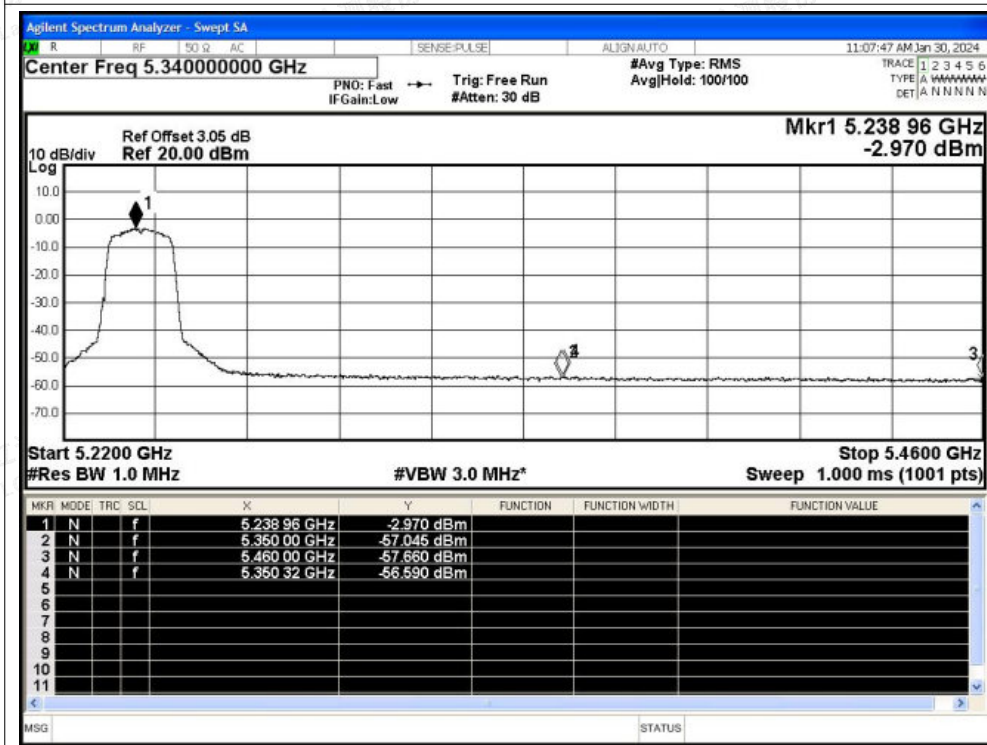 Agilent Spectrum Analyzer - Swept SA
LXI R RF 50 Ω AC SENSE:PULSE ALIGN AUTO 11:07:47 AM Jan 30, 2024
Center Freq 5.340000000 GHz
PNO: Fast
IFGain:Low
Trig: Free Run
#Atten: 30 dB
#Avg Type: RMS
Avg|Hold: 100/100
TRACE 1 2 3 4 5 6
TYPE A WWWWW
DET A N N N N N
Mkr1 5.238 96 GHz
-2.970 dBm
Ref Offset 3.05 dB
10 dB/div Ref 20.00 dBm
Log
10.0
0.00
-10.0
-20.0
-30.0
-40.0
-50.0
-60.0
-70.0
1
3
Start 5.2200 GHz Stop 5.4600 GHz
#Res BW 1.0 MHz #VBW 3.0 MHz* Sweep 1.000 ms (1001 pts)
MKR MODE TRC SCL X Y FUNCTION FUNCTION WIDTH FUNCTION VALUE
1 N f 5.238 96 GHz -2.970 dBm
2 N f 5.350 00 GHz -57.045 dBm
3 N f 5.460 00 GHz -57.660 dBm
4 N f 5.350 32 GHz -56.590 dBm
5
6
7
8
9
10
11
MSG STATUS